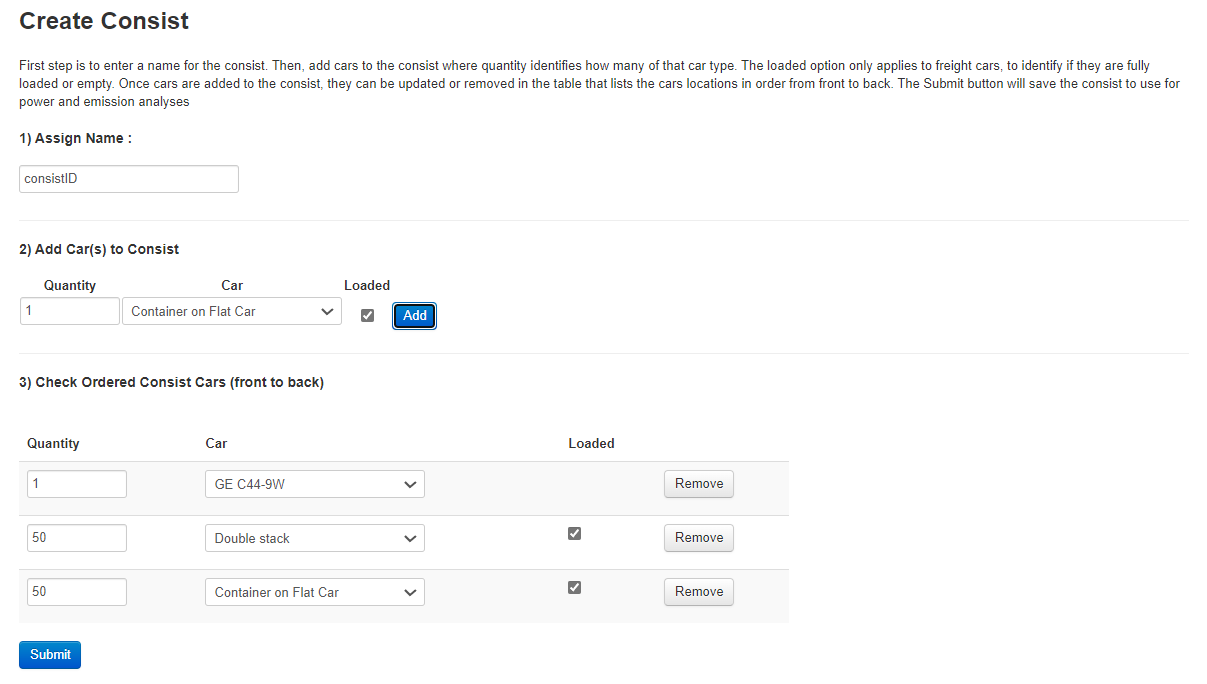 Create Consist
First step is to enter a name for the consist. Then, add cars to the consist where quantity identifies how many of that car type. The loaded option only applies to freight cars, to identify if they are fully
loaded or empty. Once cars are added to the consist, they can be updated or removed in the table that lists the cars locations in order from front to back. The Submit button will save the consist to use for
power and emission analyses
1) Assign Name :
consistID
2) Add Car(s) to Consist
Quantity Car Loaded
1 Container on Flat Car Add
3) Check Ordered Consist Cars (front to back)
Quantity Car Loaded
1 GE C44-9W Remove
50 Double stack Remove
50 Container on Flat Car Remove
Submit